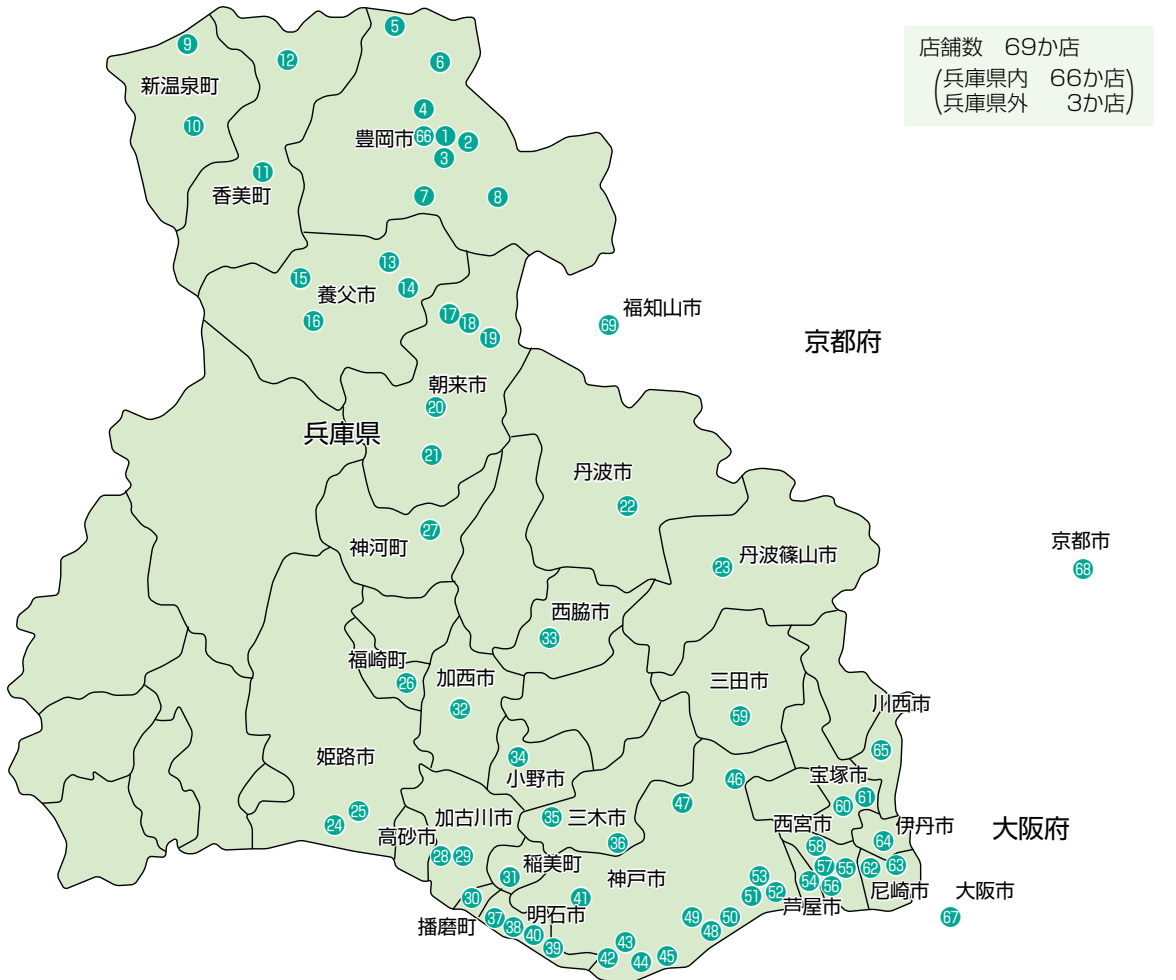 店舗数 69か店
(兵庫県内 66か店
兵庫県外 3か店)
5
9
12
6
新温泉町
4
10
豊岡市 66 1 2
3
11
香美町
7
8
13
15
14
養父市
16
17
18
19
福知山市
69
京都府
朝来市
20
兵庫県
21
丹波市
22
27
神河町
京都市
68
丹波篠山市
23
西脇市
33
福崎町
26
加西市
32
三田市
59
川西市
65
姫路市
34
小野市
46
宝塚市
61
60
47
25
24
加古川市
35
三木市
36
西宮市
58
伊丹市
64
大阪府
高砂市
28 29
稲美町
31
神戸市
53
51
52
57
55
62
63
54
56
芦屋市
尼崎市
大阪市
67
30
播磨町
41
37
38
明石市
40
39
49
48
50
43
42
44
45